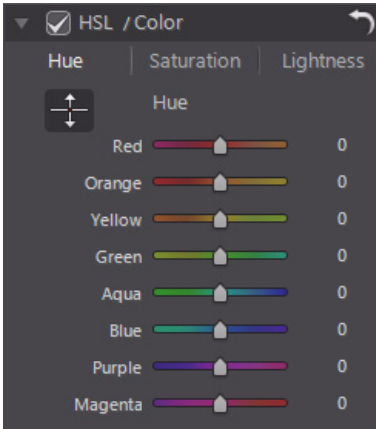 HSL / Color
Hue Saturation Lightness
Hue
Red 0
Orange 0
Yellow 0
Green 0
Aqua 0
Blue 0
Purple 0
Magenta 0